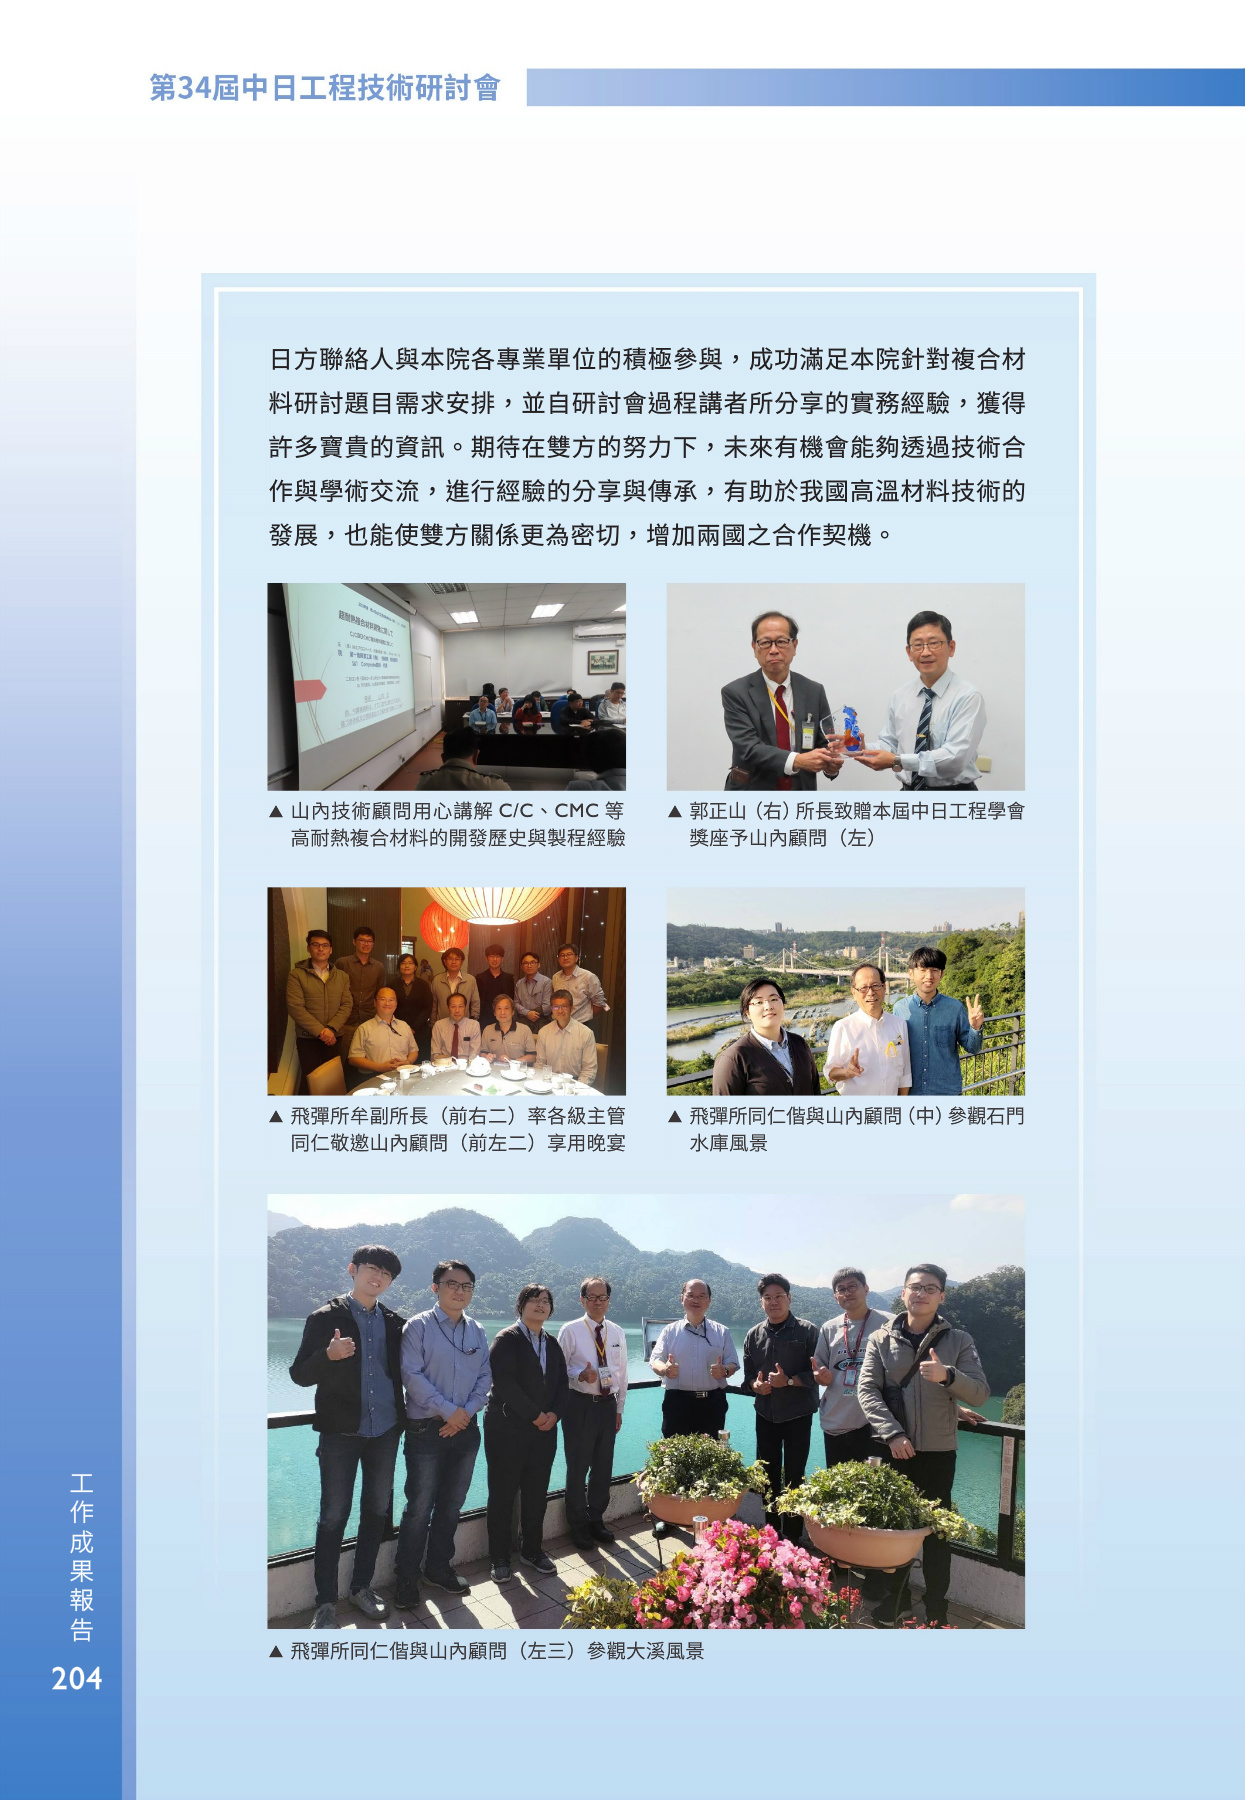 第34屆中日工程技術研討會
日方聯絡人與本院各專業單位的積極參與，成功滿足本院針對複合材
料研討題目需求安排，並自研討會過程講者所分享的實務經驗，獲得
許多寶貴的資訊。期待在雙方的努力下，未來有機會能夠透過技術合
作與學術交流，進行經驗的分享與傳承，有助於我國高溫材料技術的
發展，也能使雙方關係更為密切，增加兩國之合作契機。
▲ 山內技術顧問用心講解 C/C、CMC 等
高耐熱複合材料的開發歷史與製程經驗
▲ 郭正山（右）所長致贈本屆中日工程學會
獎座予山內顧問（左）
▲ 飛彈所牟副所長（前右二）率各級主管
同仁敬邀山內顧問（前左二）享用晚宴
▲ 飛彈所同仁偕與山內顧問（中）參觀石門
水庫風景
▲ 飛彈所同仁偕與山內顧問（左三）參觀大溪風景
工作成果報告
204